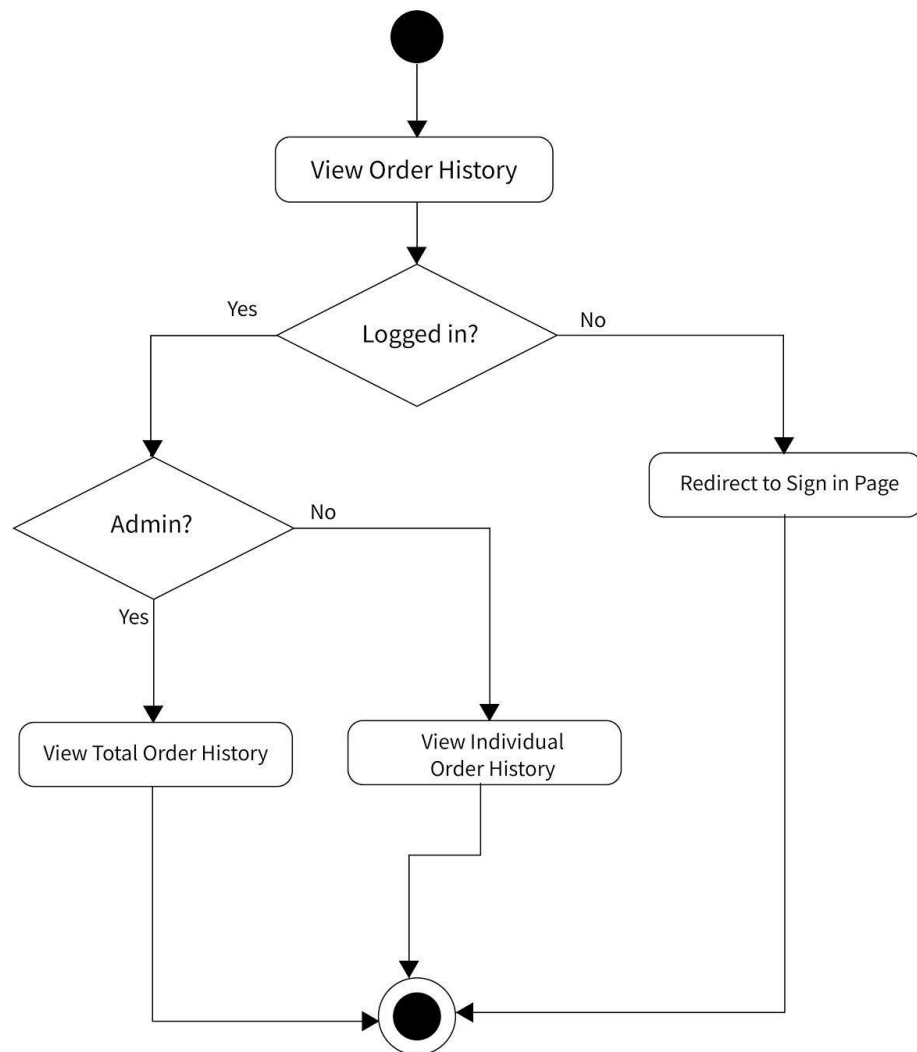 View Order History
Yes
Logged in?
No
Redirect to Sign in Page
Admin?
No
Yes
View Total Order History
View Individual
Order History